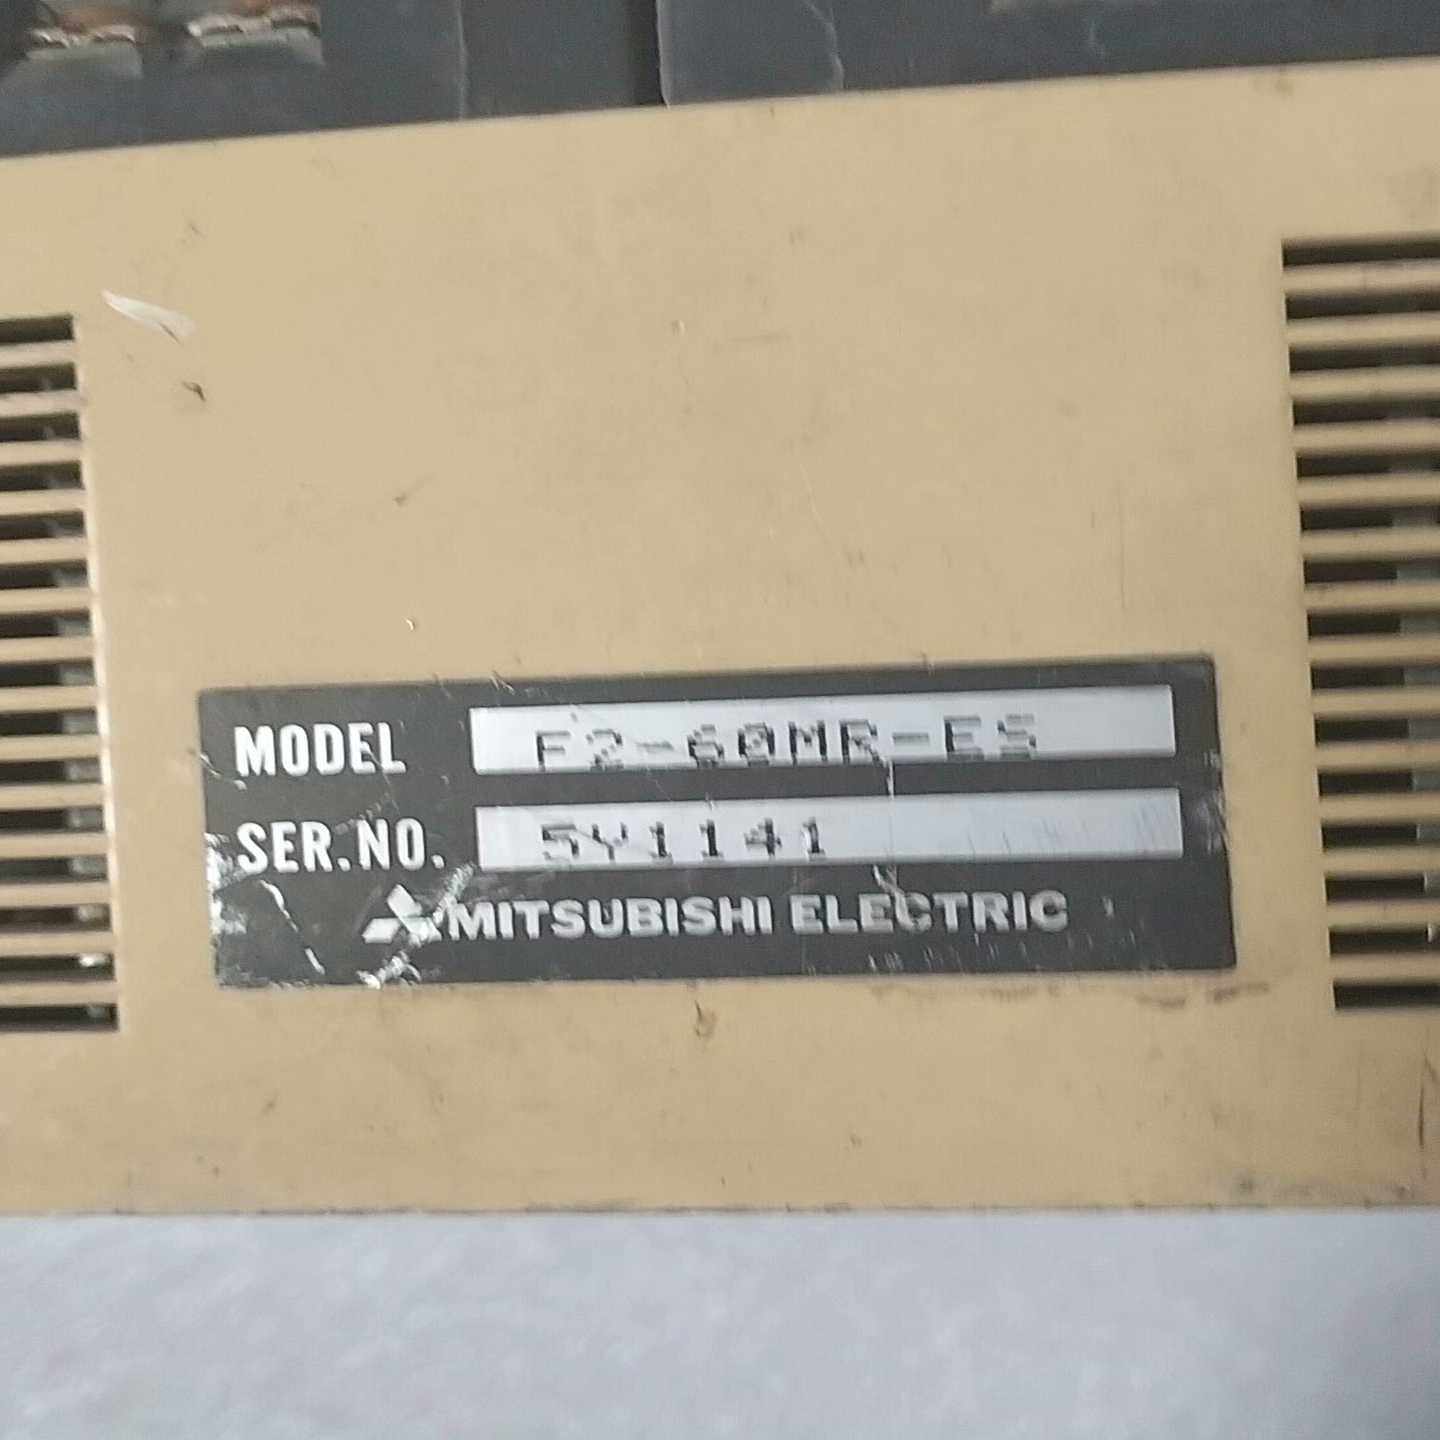 MODEL F2-60MR-ES
SER.NO. 5Y1141
MITSUBISHI ELECTRIC